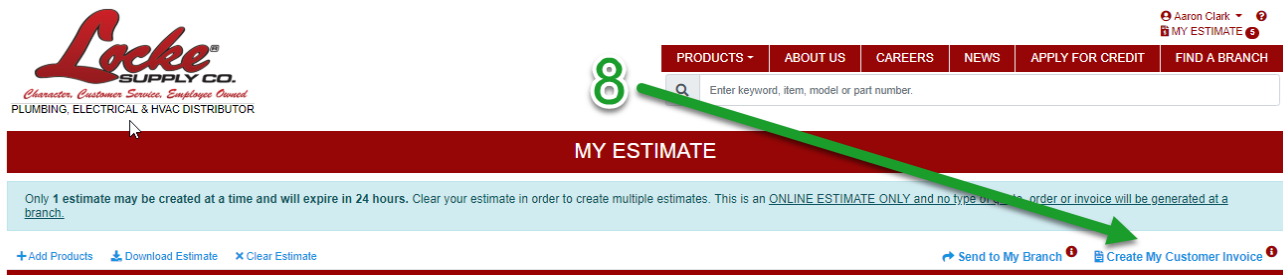 Aaron Clark
MY ESTIMATE 5
Locke®
SUPPLY CO.
Character, Customer Service, Employee Owned
PLUMBING, ELECTRICAL & HVAC DISTRIBUTOR
8
PRODUCTS ABOUT US CAREERS NEWS APPLY FOR CREDIT FIND A BRANCH
Enter keyword, item, model or part number.
MY ESTIMATE
Only 1 estimate may be created at a time and will expire in 24 hours. Clear your estimate in order to create multiple estimates. This is an ONLINE ESTIMATE ONLY and no type of order or invoice will be generated at a
branch.
+Add Products Download Estimate × Clear Estimate Send to My Branch Create My Customer Invoice